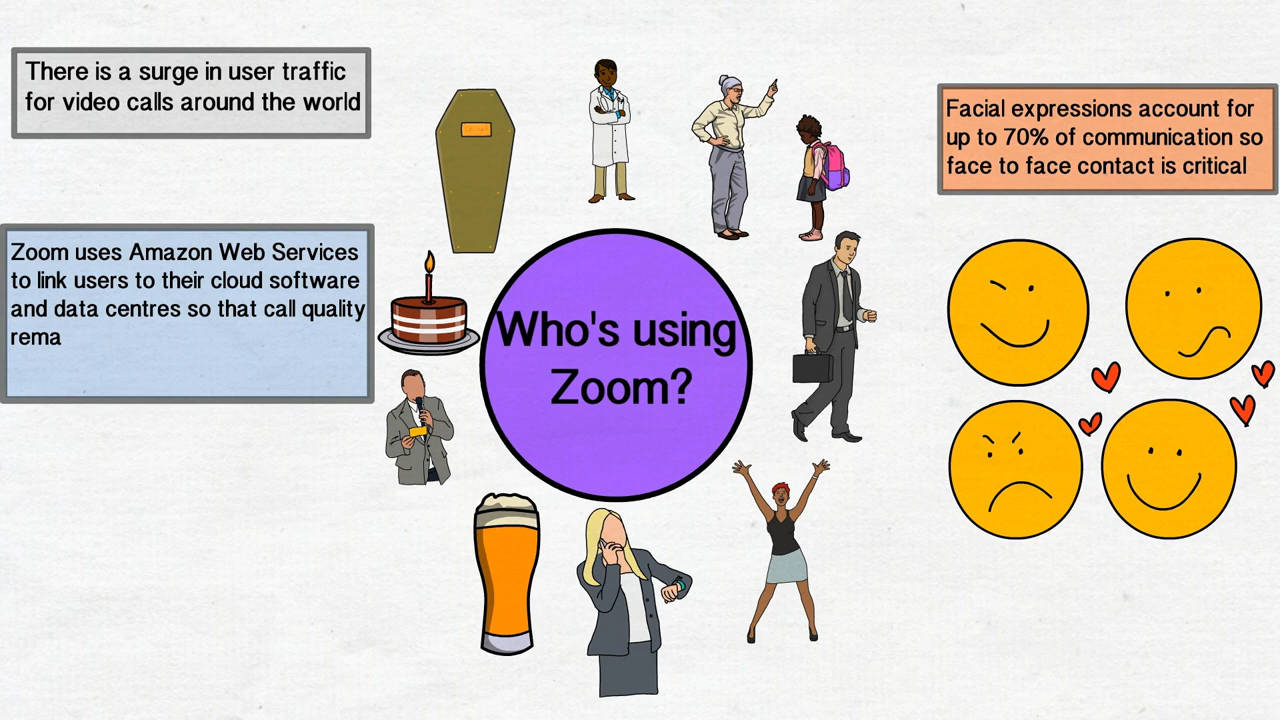 There is a surge in user traffic
for video calls around the world
Zoom uses Amazon Web Services
to link users to their cloud software
and data centres so that call quality
rema
Who's using
Zoom?
Facial expressions account for
up to 70% of communication so
face to face contact is critical